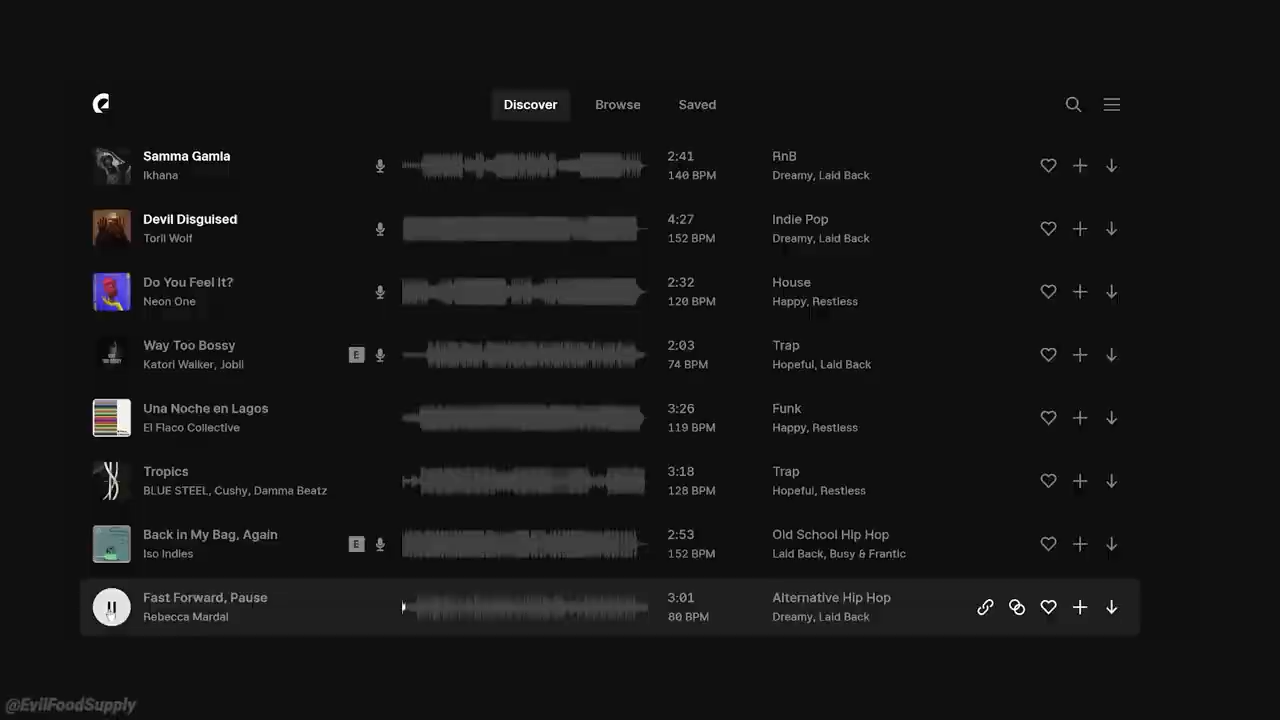 Discover Browse Saved
Samma Gamla 2:41 RnB
Ikhana 140 BPM Dreamy, Laid Back
Devil Disguised 4:27 Indie Pop
Torii Wolf 152 BPM Dreamy, Laid Back
Do You Feel It? 2:32 House
Neon One 120 BPM Happy, Restless
Way Too Bossy 2:03 Trap
Katori Walker, Jobii E 74 BPM Hopeful, Laid Back
Una Noche en Lagos 3:26 Funk
El Flaco Collective 119 BPM Happy, Restless
Tropics 3:18 Trap
BLUE STEEL, Cushy, Damma Beatz 128 BPM Hopeful, Restless
Back in My Bag, Again 2:53 Old School Hip Hop
Iso Indies E 152 BPM Laid Back, Busy & Frantic
Fast Forward, Pause 3:01 Alternative Hip Hop
Rebecca Mardal 80 BPM Dreamy, Laid Back
@EvilFoodSupply